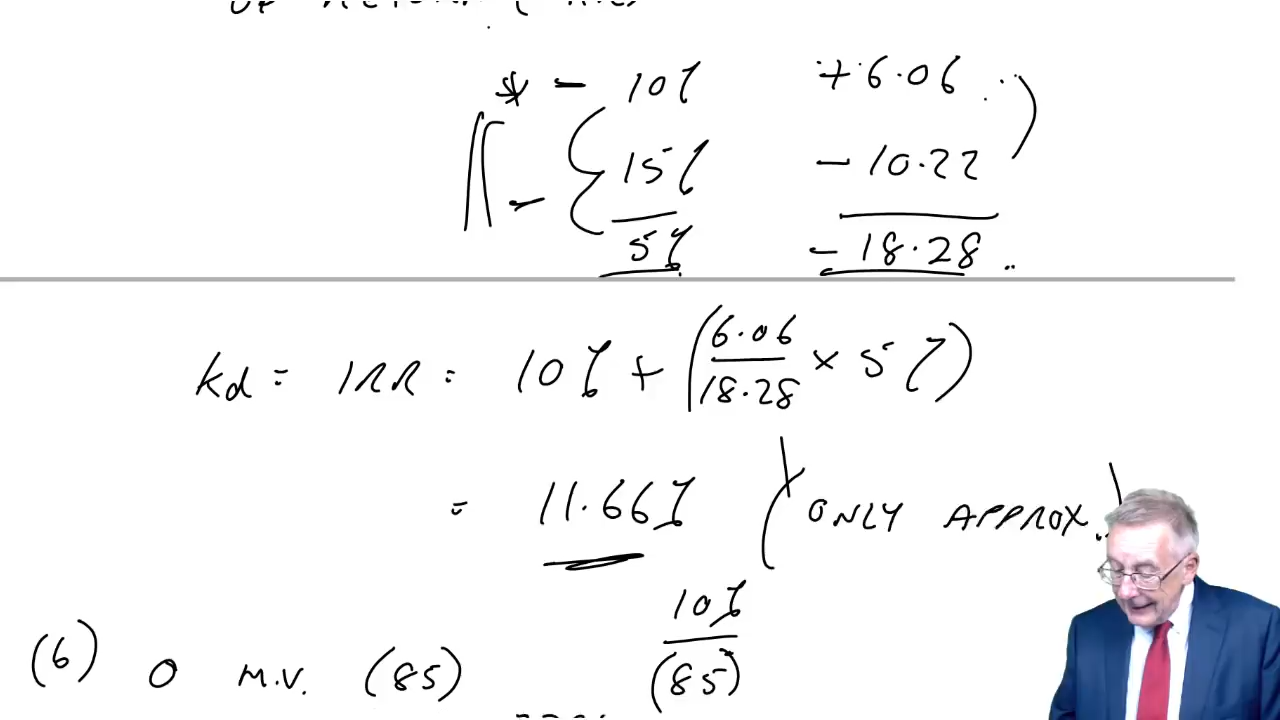 * - 10% +6.06
- 15% - 10.22
5% - 18.28
kd = IRR = 10% + (6.06/18.28 × 5%)
= 11.66% (ONLY APPROX.)
10%
(6) 0 M.V. (85) (85)